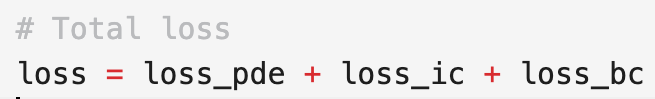 # Total loss
loss = loss_pde + loss_ic + loss_bc